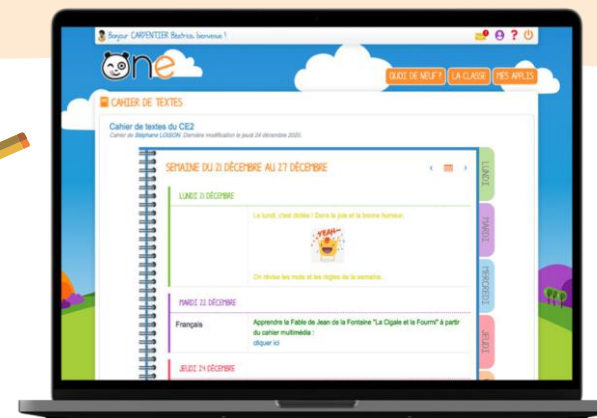 Bonjour CARPENTIER Béatrice, bienvenue !
One
QUOI DE NEUF ? LA CLASSE MES APPLIS
CAHIER DE TEXTES
Cahier de textes du CE2
Cahier de Stéphane LOISON. Dernière modification le jeudi 24 décembre 2020.
SEMAINE DU 21 DÉCEMBRE AU 27 DÉCEMBRE
LUNDI
LUNDI 21 DÉCEMBRE
Le lundi, c'est dictée ! Dans la joie et la bonne humeur.
YEAH
On révise les mots et les règles de la semaine.
MARDI
MERCREDI
MARDI 22 DÉCEMBRE
Français
Apprendre la Fable de Jean de la Fontaine "La Cigale et la Fourmi" à partir
du cahier multimédia :
cliquer ici
JEUDI
JEUDI 24 DÉCEMBRE